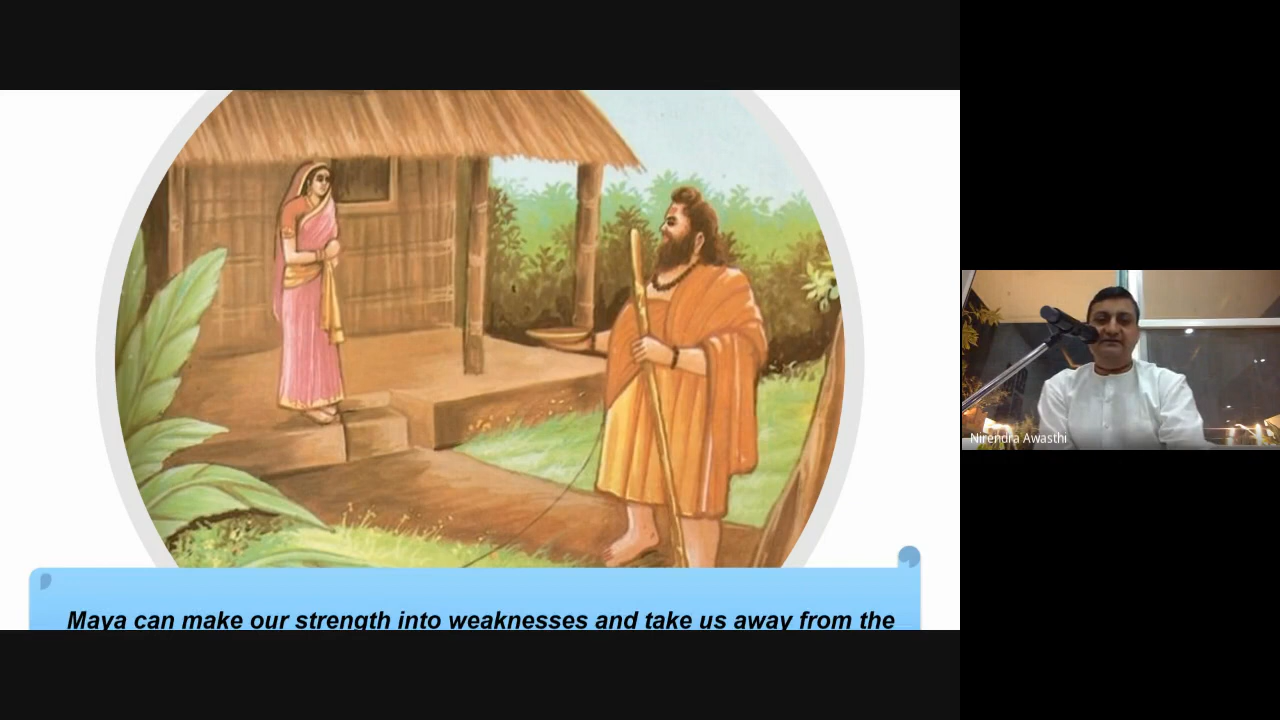 Maya can make our strength into weaknesses and take us away from the
Nirendra Awasthi